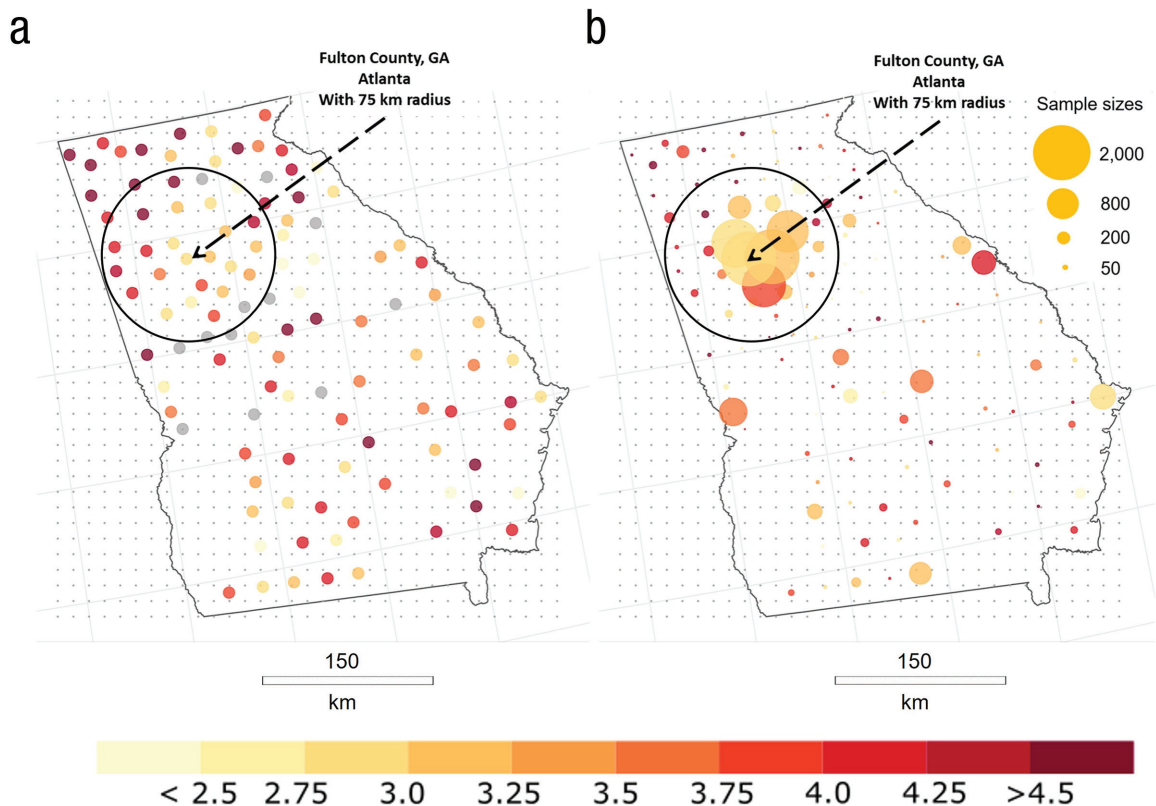 a
Fulton County, GA
Atlanta
With 75 km radius
150
km
b
Fulton County, GA
Atlanta
With 75 km radius
Sample sizes
2,000
800
200
50
150
km
< 2.5 2.75 3.0 3.25 3.5 3.75 4.0 4.25 >4.5